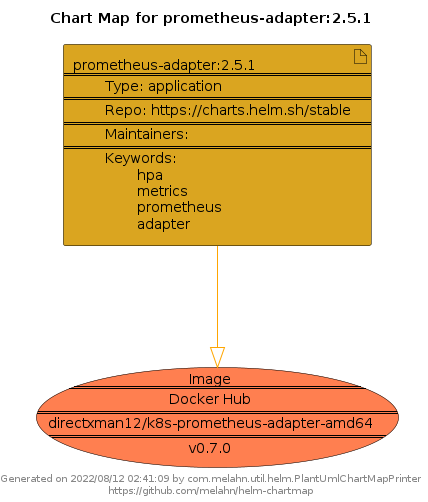 Chart Map for prometheus-adapter:2.5.1
prometheus-adapter:2.5.1
Type: application
Repo: https://charts.helm.sh/stable
Maintainers:
Keywords:
hpa
metrics
prometheus
adapter
Image
Docker Hub
directxman12/k8s-prometheus-adapter-amd64
v0.7.0
Generated on 2022/08/12 02:41:09 by com.melahn.util.helm.PlantUmlChartMapPrinter
https://github.com/melahn/helm-chartmap